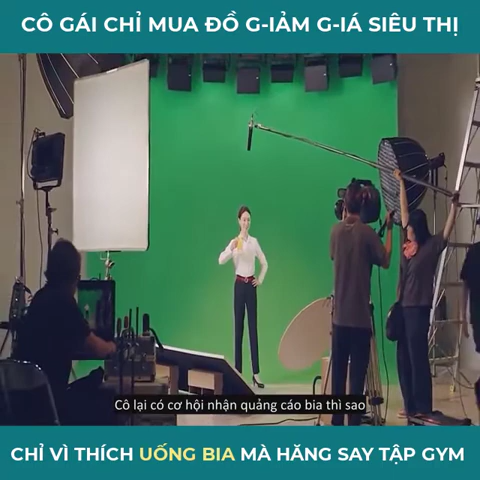 CÔ GÁI CHỈ MUA ĐỒ G-IẢM G-IÁ SIÊU THỊ
Cô lại có cơ hội nhận quảng cáo bia thì sao
CHỈ VÌ THÍCH UỐNG BIA MÀ HĂNG SAY TẬP GYM